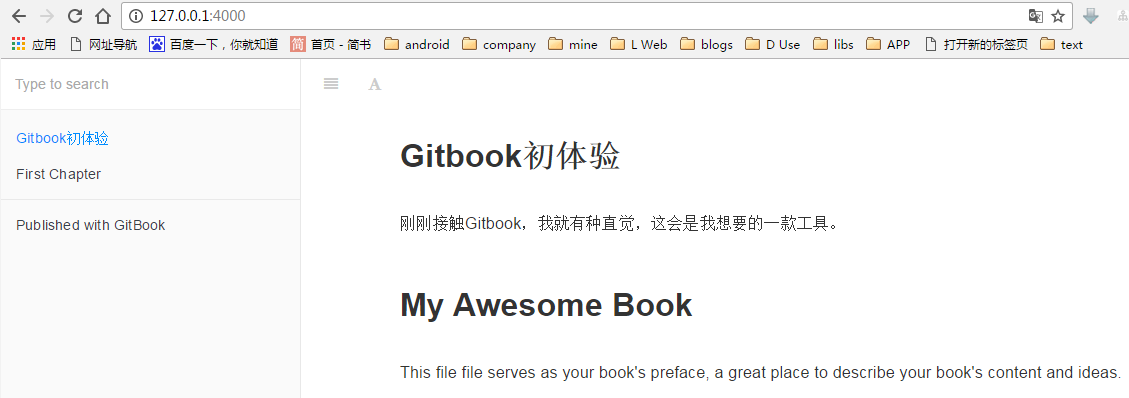 127.0.0.1:4000
应用 网址导航 百度一下，你就知道 简 首页 - 简书 android company mine L Web blogs D Use libs APP 打开新的标签页 text
Type to search
A
Gitbook初体验
First Chapter
Published with GitBook
Gitbook初体验
刚刚接触Gitbook，我就有种直觉，这会是我想要的一款工具。
My Awesome Book
This file file serves as your book's preface, a great place to describe your book's content and ideas.